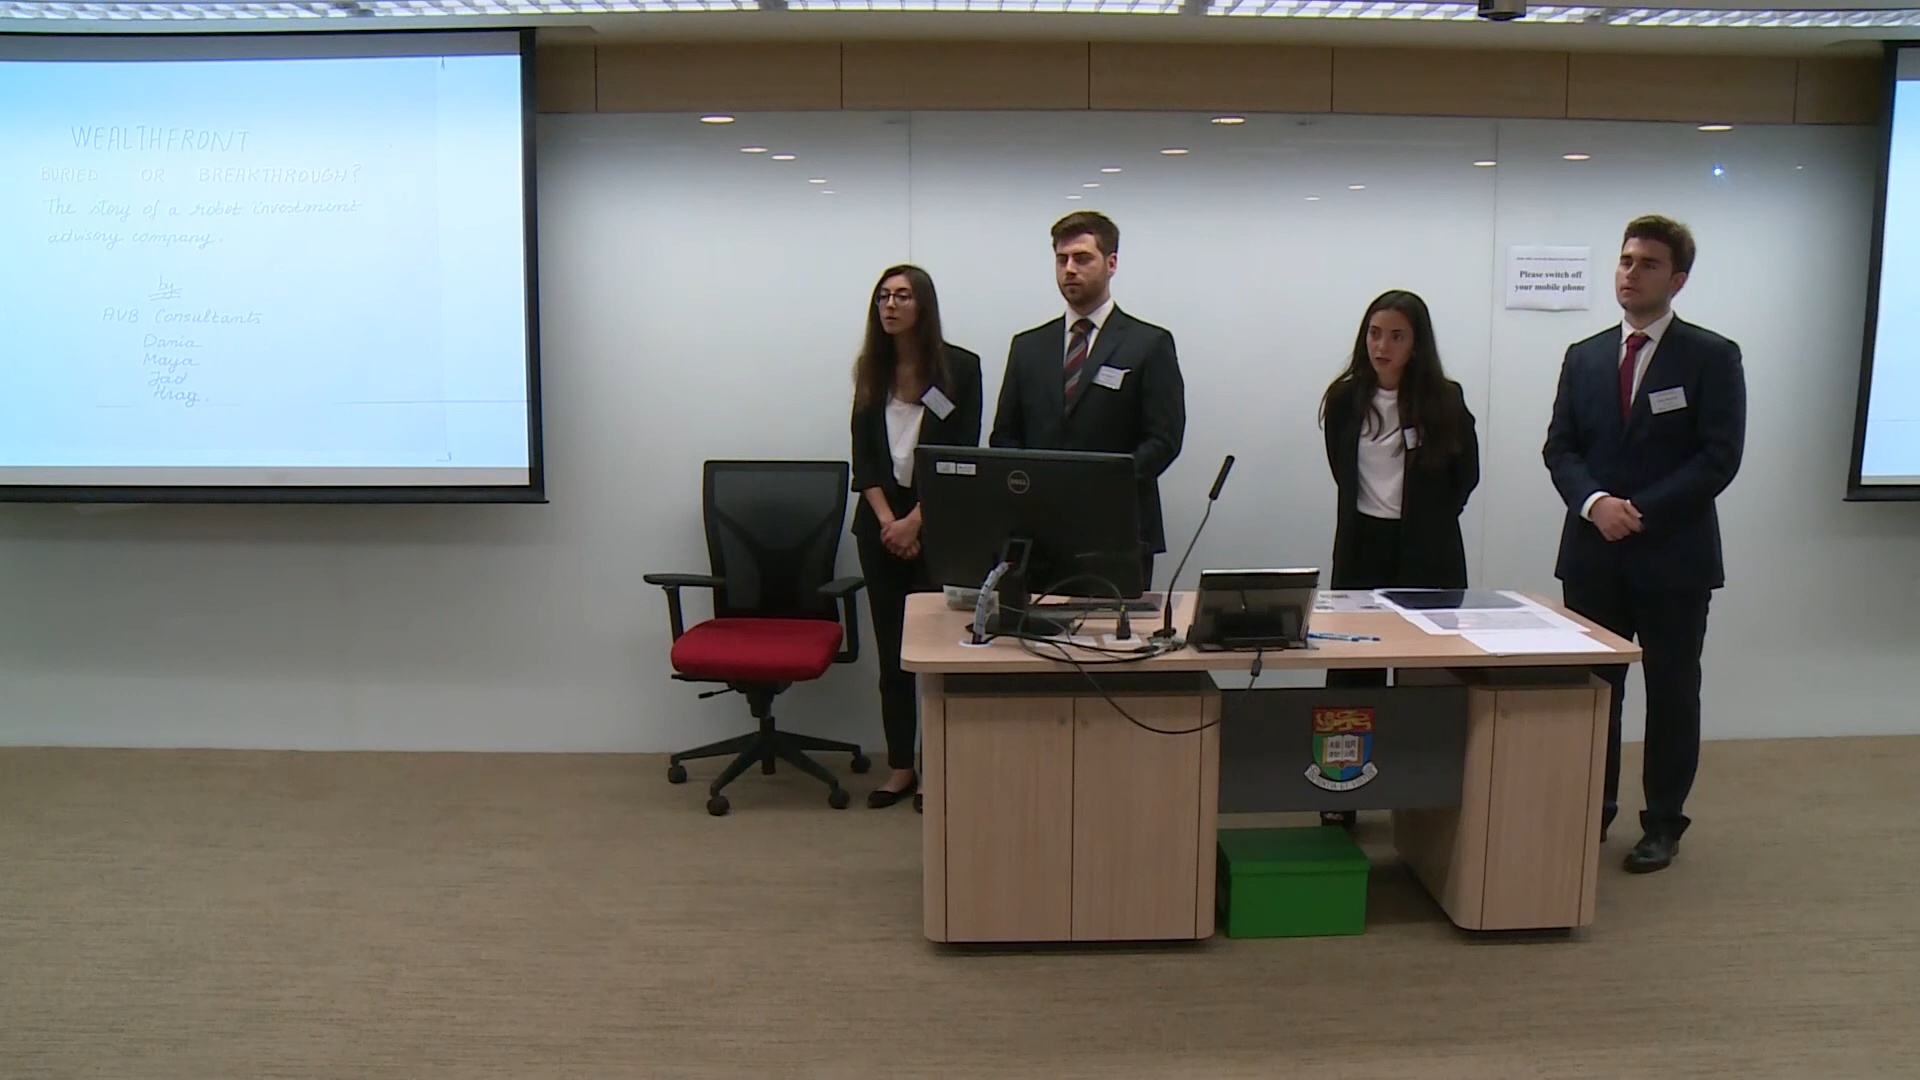 WEALTHFRONT
BURIED OR BREAKTHROUGH?
The story of a robot investment
advisory company.
by
AVB Consultants
Dania
Maya
Jad
Hrag.
Please switch off
your mobile phone
DELL